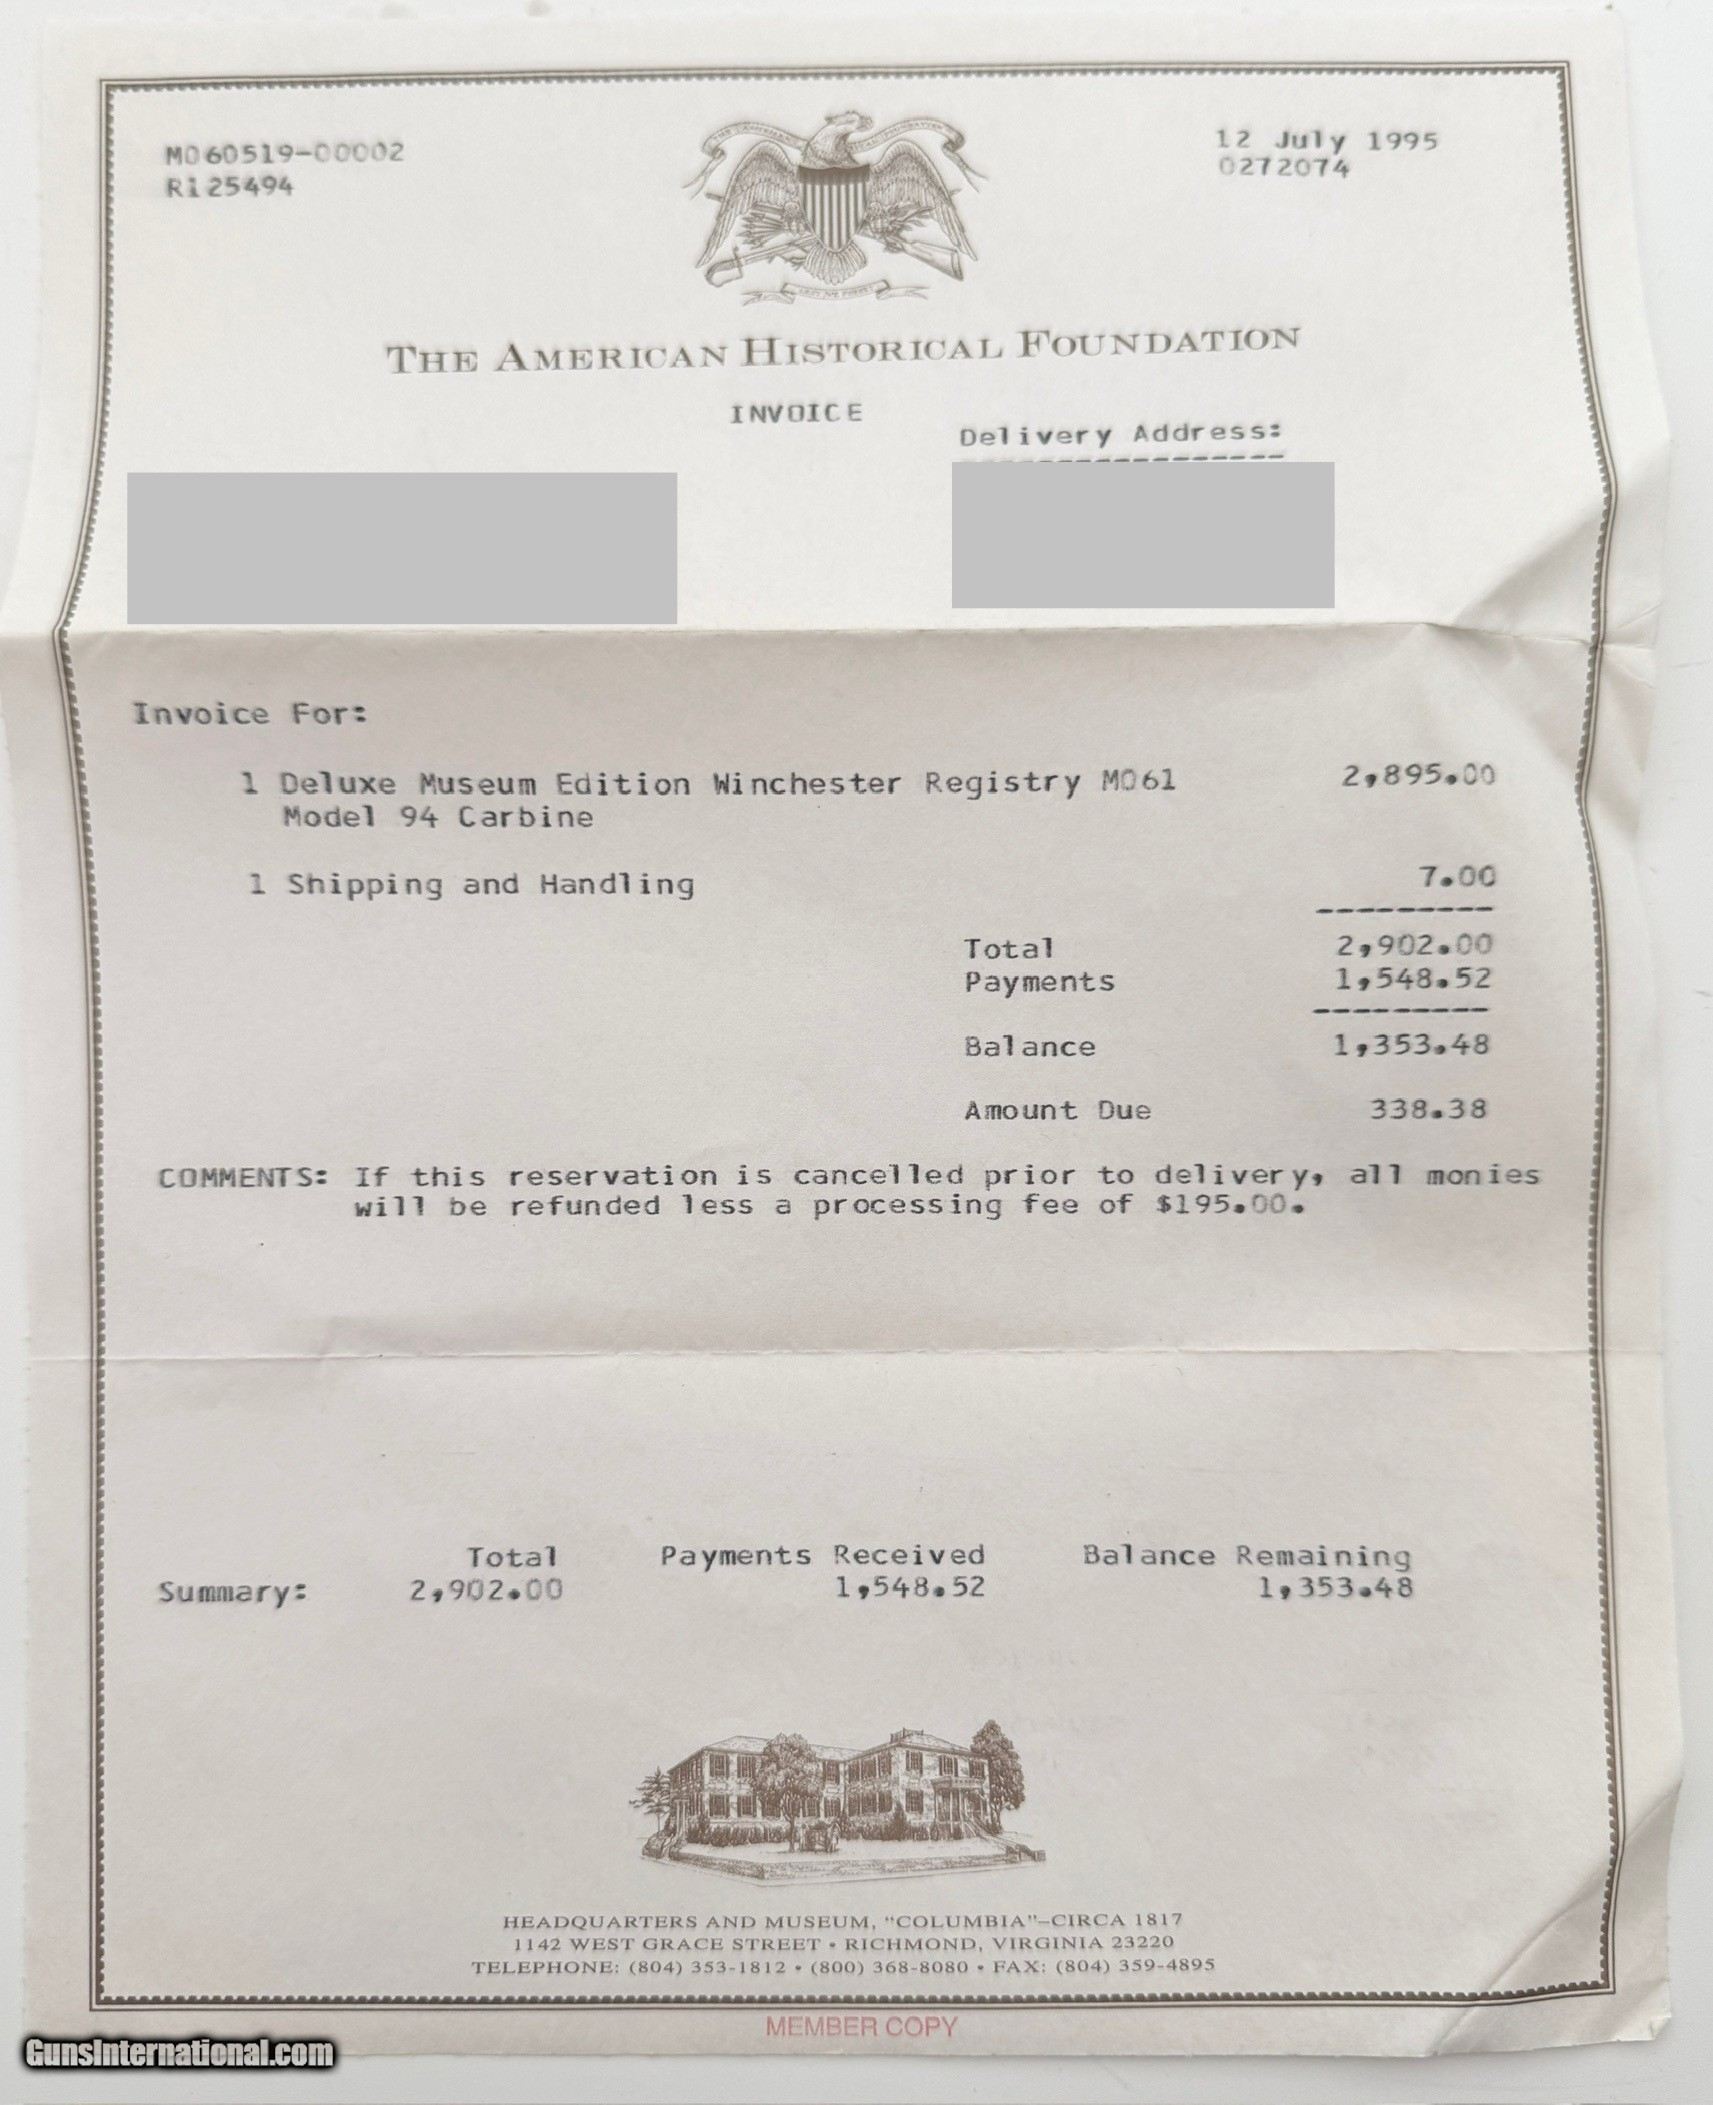 M060519-00002
R125494
12 July 1995
0272074
THE AMERICAN HISTORICAL FOUNDATION
INVOICE
Delivery Address:
Invoice For:
1 Deluxe Museum Edition Winchester Registry M061 2,895.00
Model 94 Carbine
1 Shipping and Handling 7.00
Total 2,902.00
Payments 1,548.52
Balance 1,353.48
Amount Due 338.38
COMMENTS: If this reservation is cancelled prior to delivery, all monies
will be refunded less a processing fee of $195.00.
Total Payments Received Balance Remaining
Summary: 2,902.00 1,548.52 1,353.48
HEADQUARTERS AND MUSEUM, "COLUMBIA"–CIRCA 1817
1142 WEST GRACE STREET • RICHMOND, VIRGINIA 23220
TELEPHONE: (804) 353-1812 • (800) 368-8080 • FAX: (804) 359-4895
MEMBER COPY
GunsInternational.com